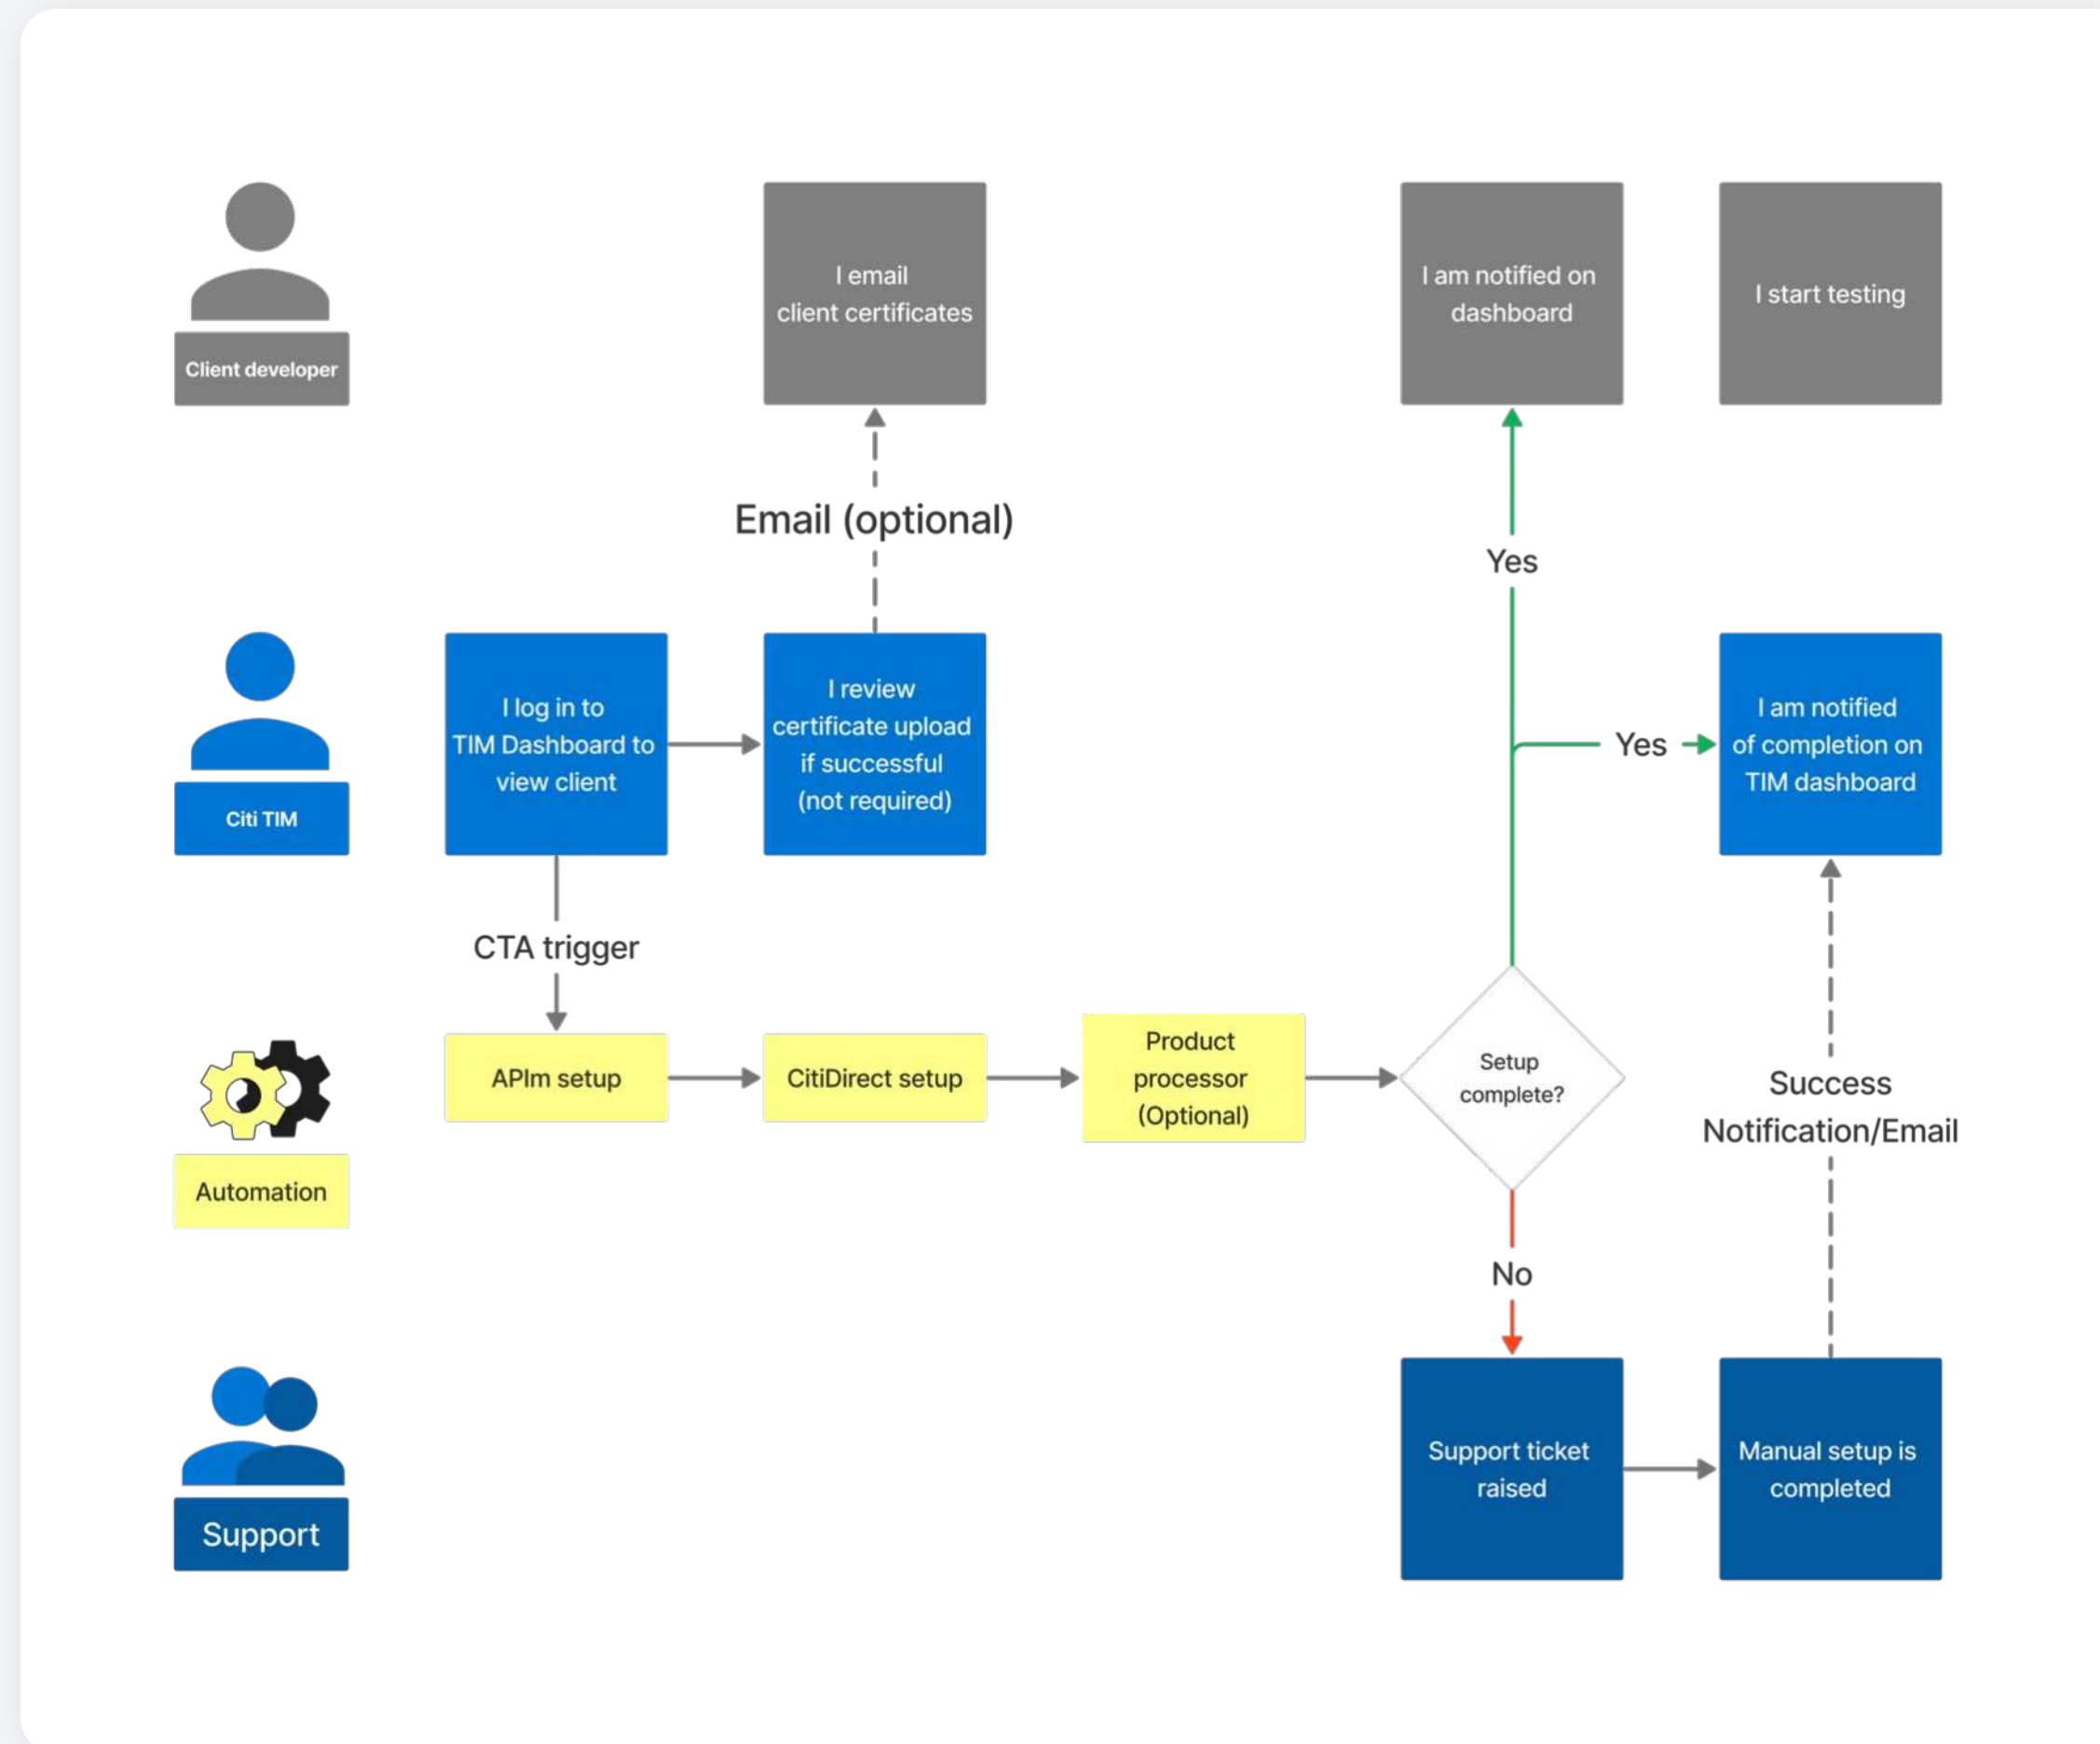 Client developer
I email
client certificates
I am notified on
dashboard
I start testing
Email (optional)
Yes
Citi TIM
I log in to
TIM Dashboard to
view client
I review
certificate upload
if successful
(not required)
Yes
I am notified
of completion on
TIM dashboard
CTA trigger
Automation
APIm setup
CitiDirect setup
Product
processor
(Optional)
Setup
complete?
Success
Notification/Email
No
Support
Support ticket
raised
Manual setup is
completed